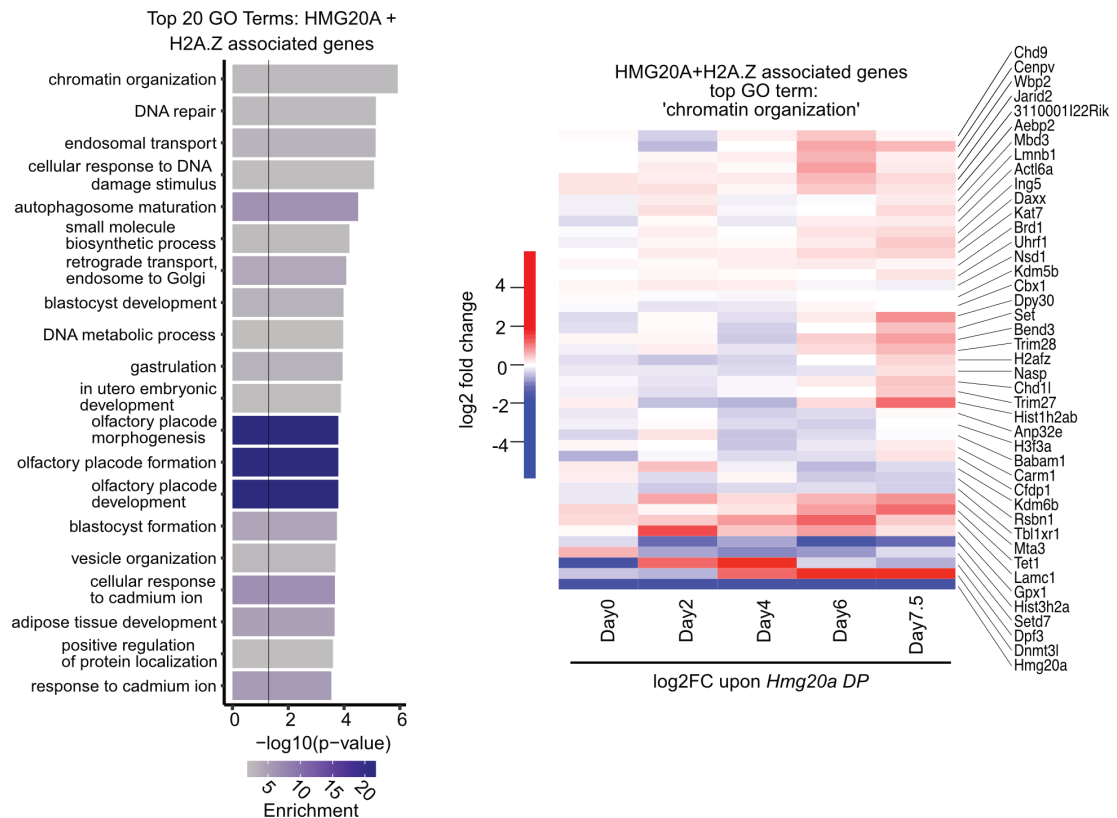 Top 20 GO Terms: HMG20A +
H2A.Z associated genes
chromatin organization
DNA repair
endosomal transport
cellular response to DNA
damage stimulus
autophagosome maturation
small molecule
biosynthetic process
retrograde transport,
endosome to Golgi
blastocyst development
DNA metabolic process
gastrulation
in utero embryonic
development
olfactory placode
morphogenesis
olfactory placode formation
olfactory placode
development
blastocyst formation
vesicle organization
cellular response
to cadmium ion
adipose tissue development
positive regulation
of protein localization
response to cadmium ion
0 2 4 6
−log10(p−value)
5 10 15 20
Enrichment
HMG20A+H2A.Z associated genes
top GO term:
'chromatin organization'
log2 fold change
4
2
0
-2
-4
Day0 Day2 Day4 Day6 Day7.5
log2FC upon Hmg20a DP
Chd9
Cenpv
Wbp2
Jarid2
3110001I22Rik
Aebp2
Mbd3
Lmnb1
Actl6a
Ing5
Daxx
Kat7
Brd1
Uhrf1
Nsd1
Kdm5b
Cbx1
Dpy30
Set
Bend3
Trim28
H2afz
Nasp
Chd1l
Trim27
Hist1h2ab
Anp32e
H3f3a
Babam1
Carm1
Cfdp1
Kdm6b
Rsbn1
Tbl1xr1
Mta3
Tet1
Lamc1
Gpx1
Hist3h2a
Setd7
Dpf3
Dnmt3l
Hmg20a